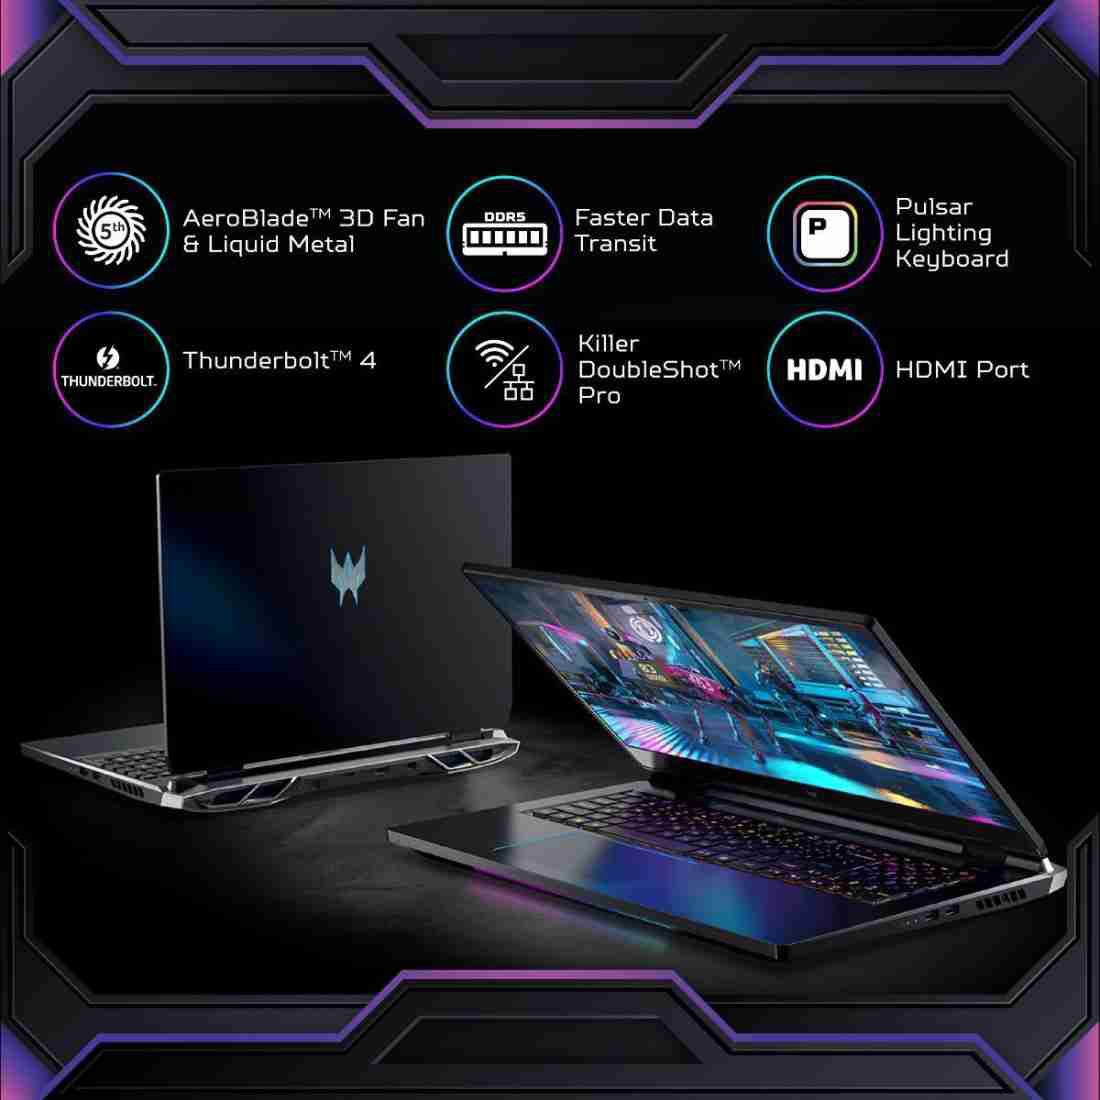 5th
AeroBlade™ 3D Fan
& Liquid Metal
DDR5
Faster Data
Transit
P
Pulsar
Lighting
Keyboard
THUNDERBOLT™
Thunderbolt™ 4
Killer
DoubleShot™
Pro
HDMI
HDMI Port